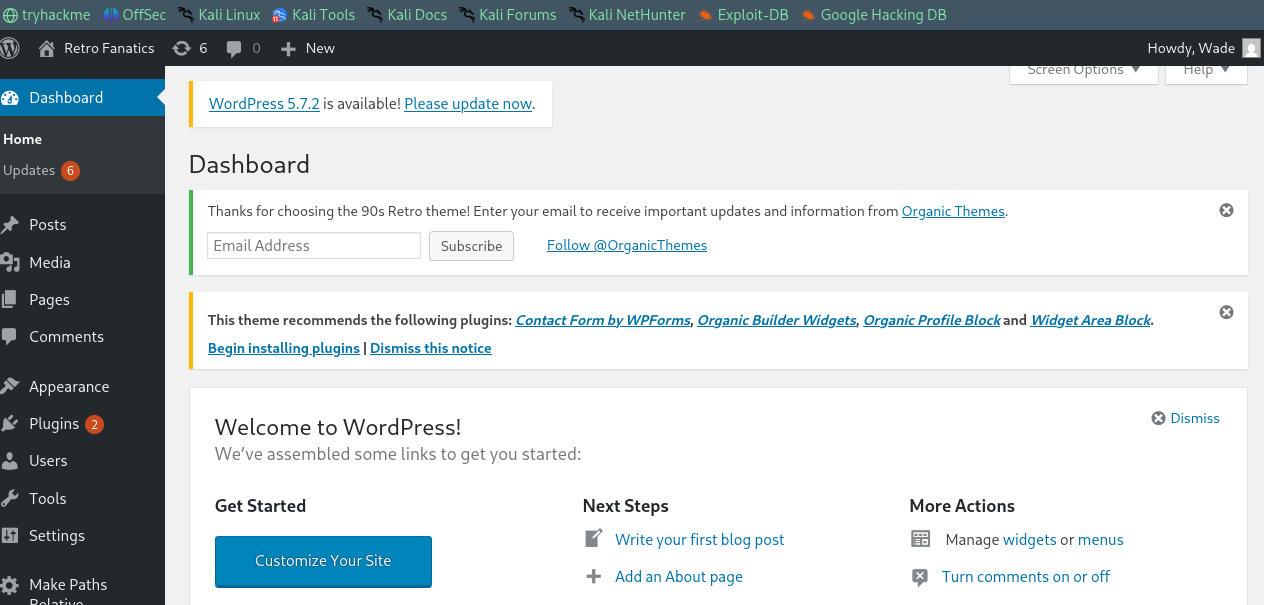 tryhackme OffSec Kali Linux Kali Tools Kali Docs Kali Forums Kali NetHunter Exploit-DB Google Hacking DB
Retro Fanatics 6 0 New Howdy, Wade
Screen Options Help
Dashboard
Home
Updates 6
Posts
Media
Pages
Comments
Appearance
Plugins 2
Users
Tools
Settings
Make Paths
Relative
WordPress 5.7.2 is available! Please update now.
Dashboard
Thanks for choosing the 90s Retro theme! Enter your email to receive important updates and information from Organic Themes.
Email Address Subscribe Follow @OrganicThemes
This theme recommends the following plugins: Contact Form by WPForms, Organic Builder Widgets, Organic Profile Block and Widget Area Block.
Begin installing plugins | Dismiss this notice
Welcome to WordPress!
Dismiss
We've assembled some links to get you started:
Get Started
Customize Your Site
Next Steps
Write your first blog post
Add an About page
More Actions
Manage widgets or menus
Turn comments on or off